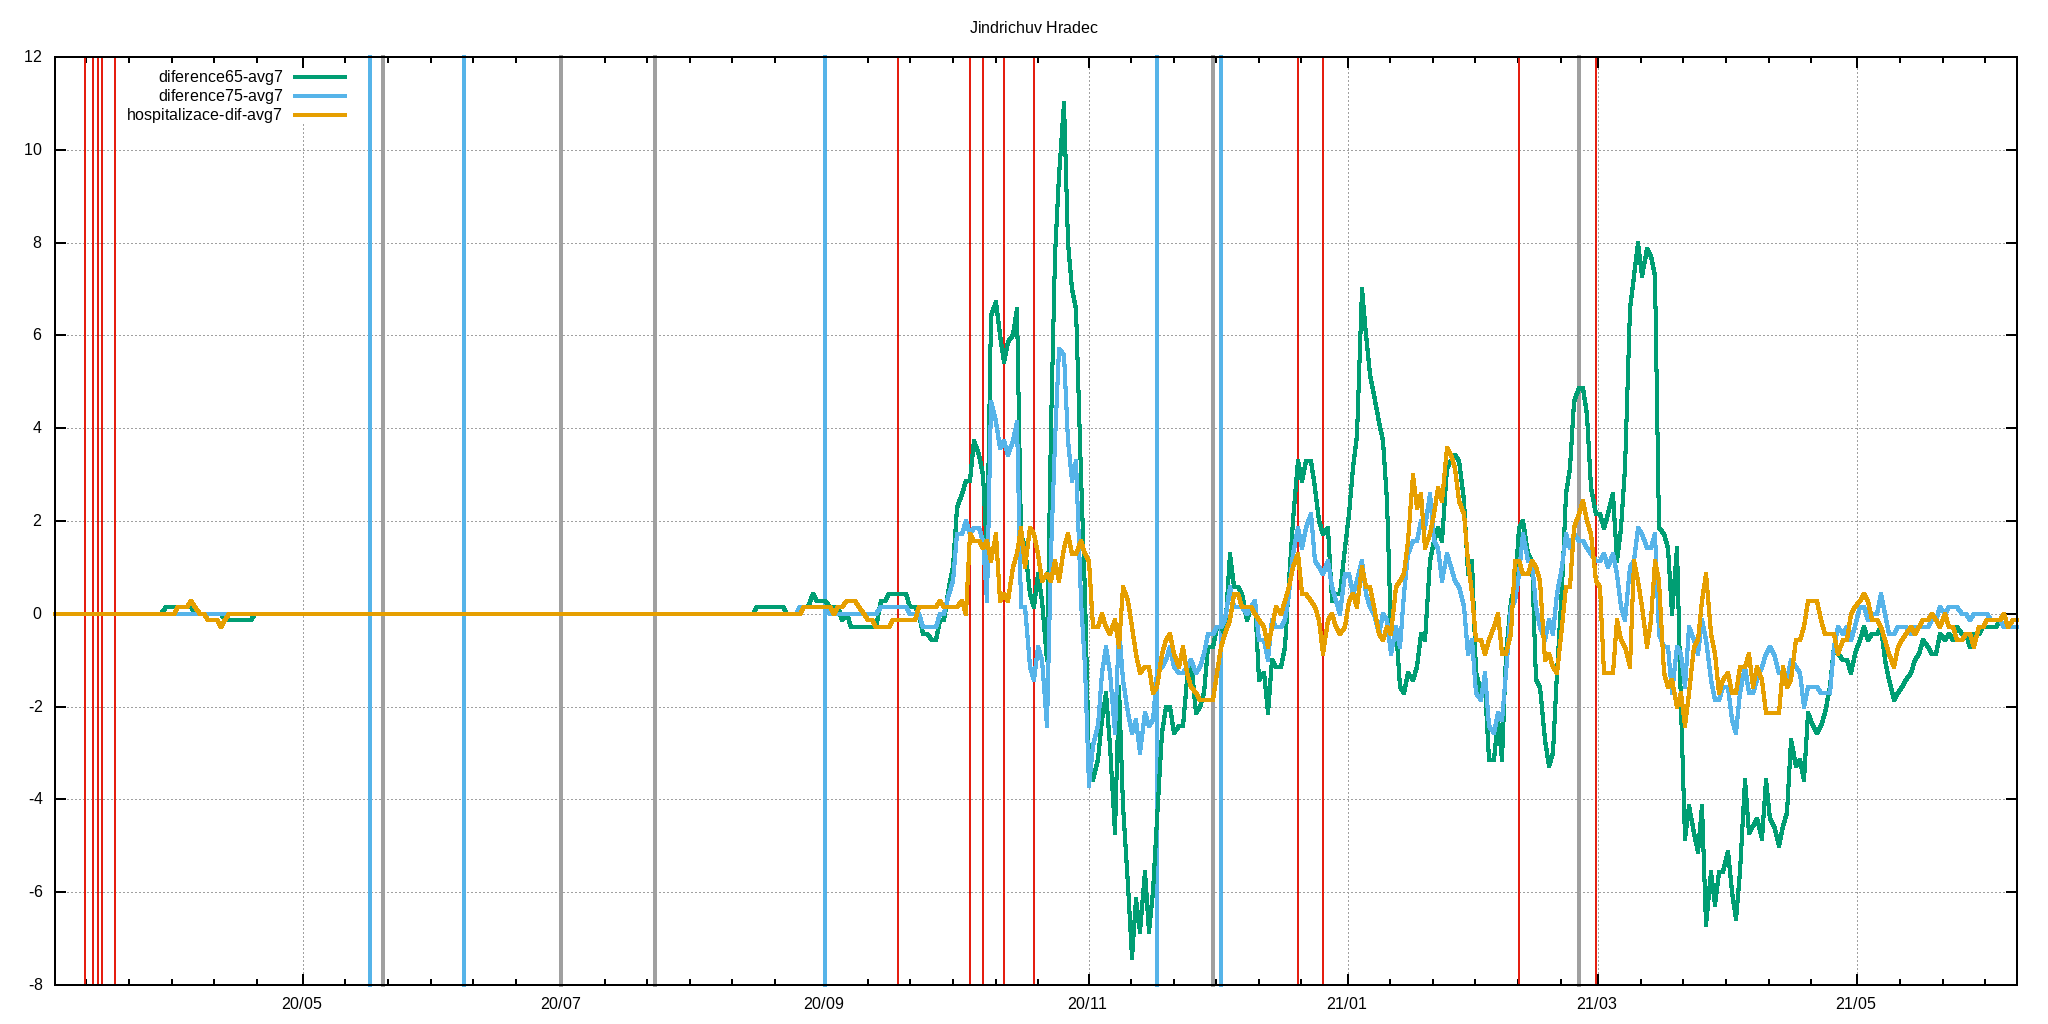 Jindrichuv Hradec
12
10
8
6
4
2
0
-2
-4
-6
-8
diference65-avg7
diference75-avg7
hospitalizace-dif-avg7
20/05 20/07 20/09 20/11 21/01 21/03 21/05